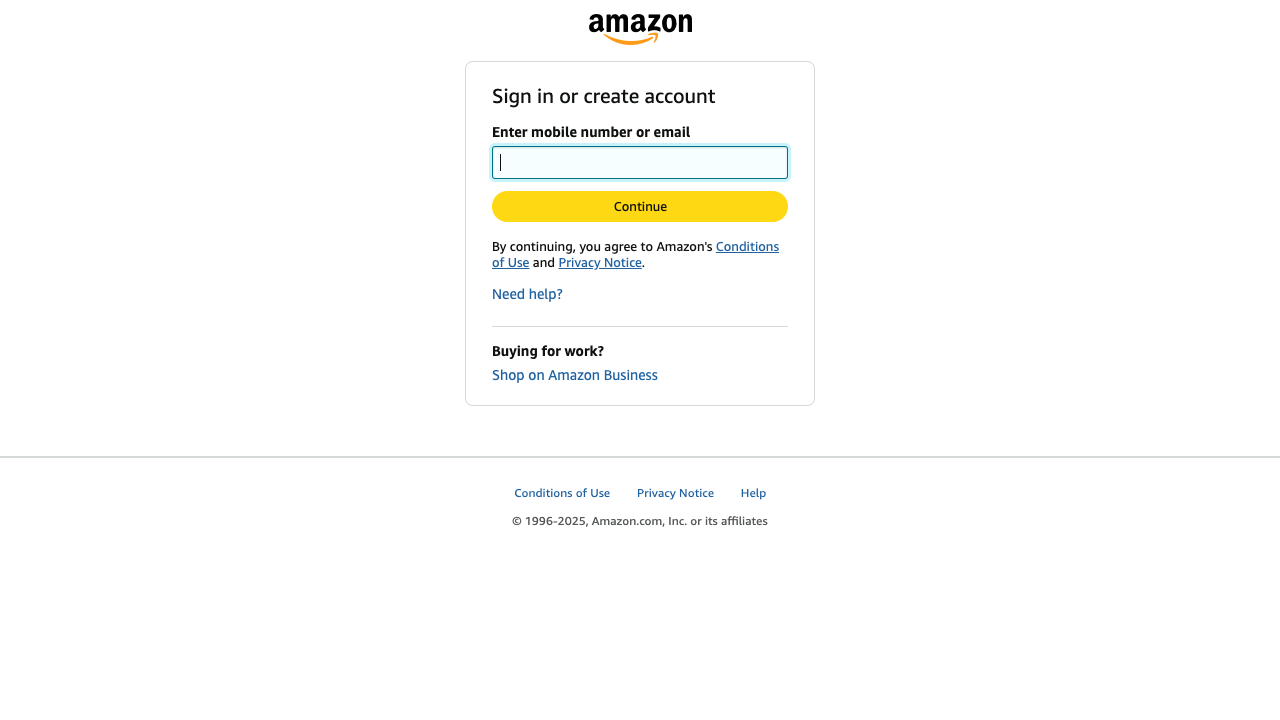 amazon
Sign in or create account
Enter mobile number or email
Continue
By continuing, you agree to Amazon's Conditions
of Use and Privacy Notice.
Need help?
Buying for work?
Shop on Amazon Business
Conditions of Use Privacy Notice Help
© 1996-2025, Amazon.com, Inc. or its affiliates